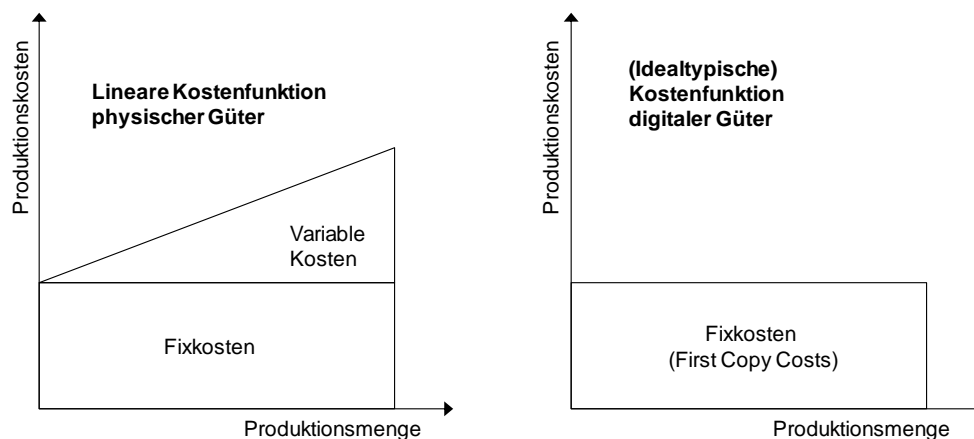 Produktionskosten
Lineare Kostenfunktion
physischer Güter
Variable
Kosten
Fixkosten
Produktionsmenge
Produktionskosten
(Idealtypische)
Kostenfunktion
digitaler Güter
Fixkosten
(First Copy Costs)
Produktionsmenge